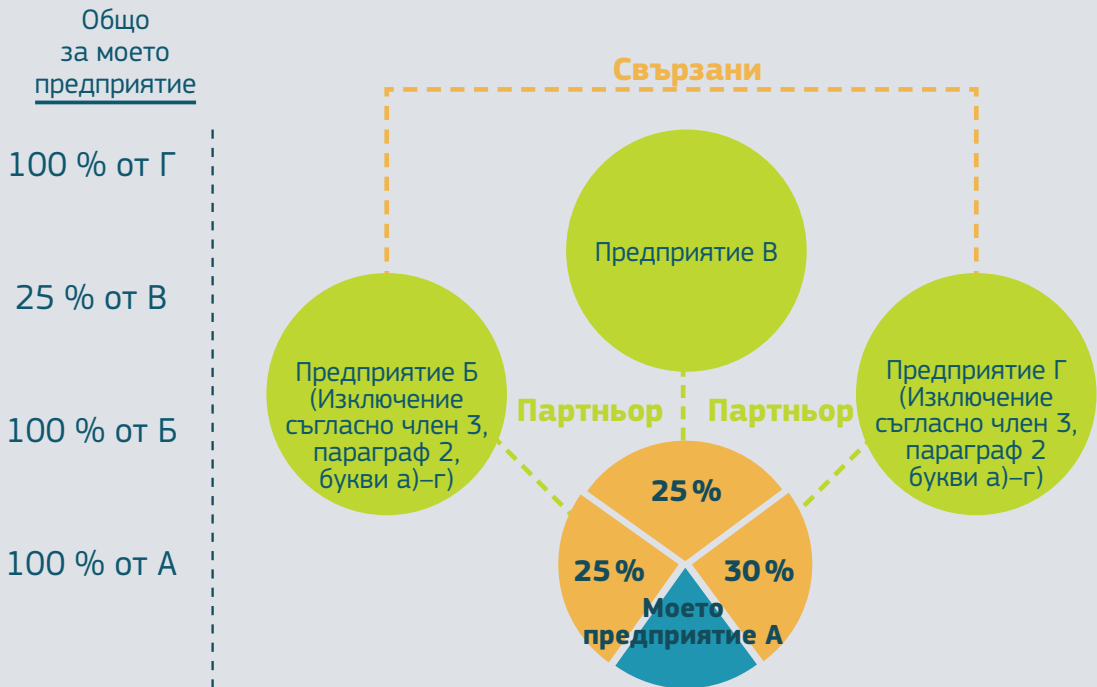 Общо
за моето
предприятие
100 % от Г
25 % от В
100 % от Б
100 % от А
Свързани
Предприятие В
Предприятие Б
(Изключение
съгласно член 3,
параграф 2,
букви а)–г)
Партньор
Партньор
Предприятие Г
(Изключение
съгласно член 3,
параграф 2
букви а)–г)
25 %
25 %
30 %
Моето
предприятие А